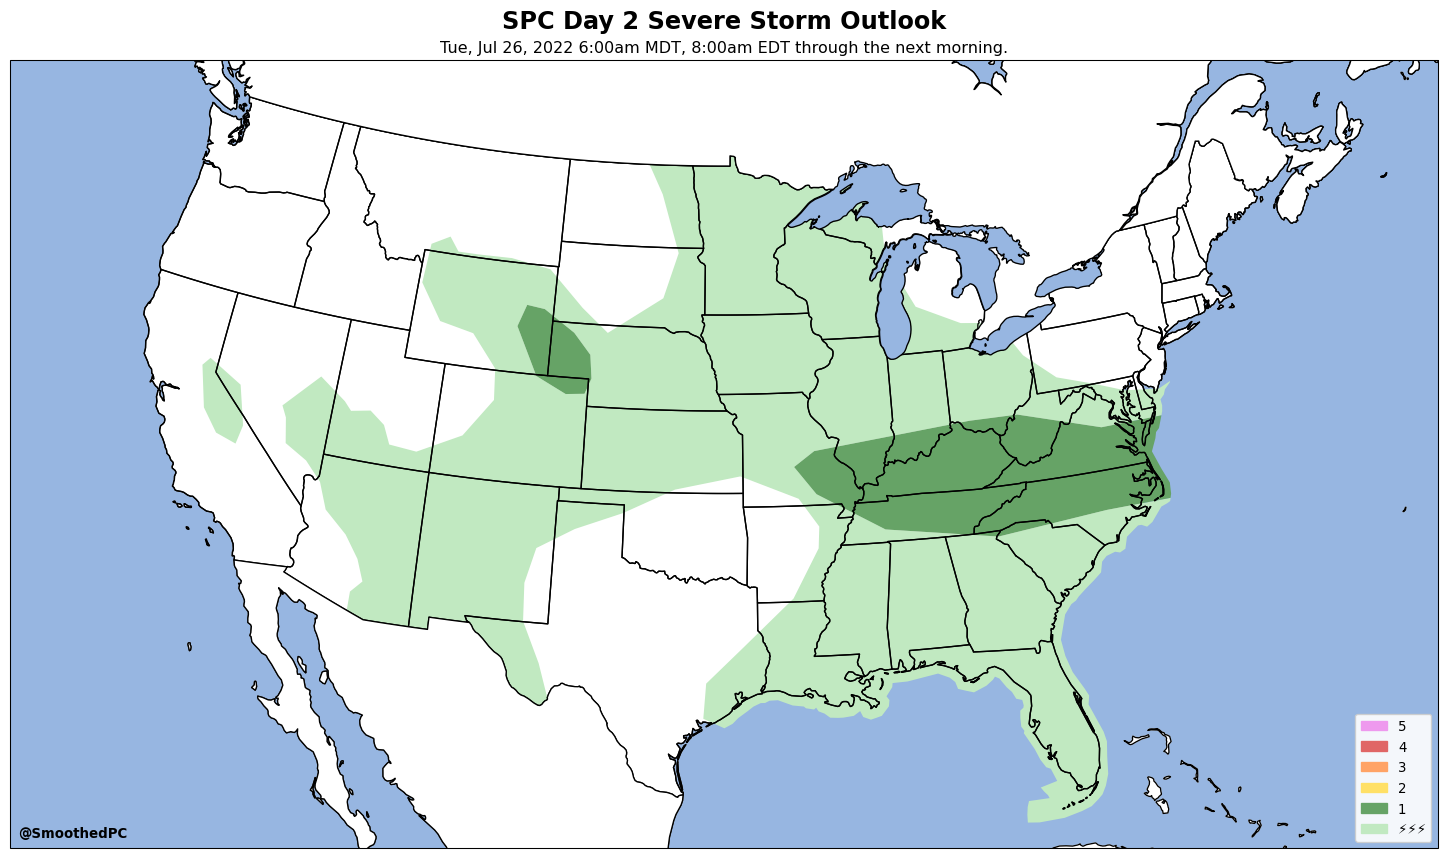 SPC Day 2 Severe Storm Outlook
Tue, Jul 26, 2022 6:00am MDT, 8:00am EDT through the next morning.
5
4
3
2
1
⚡⚡⚡
@SmoothedPC